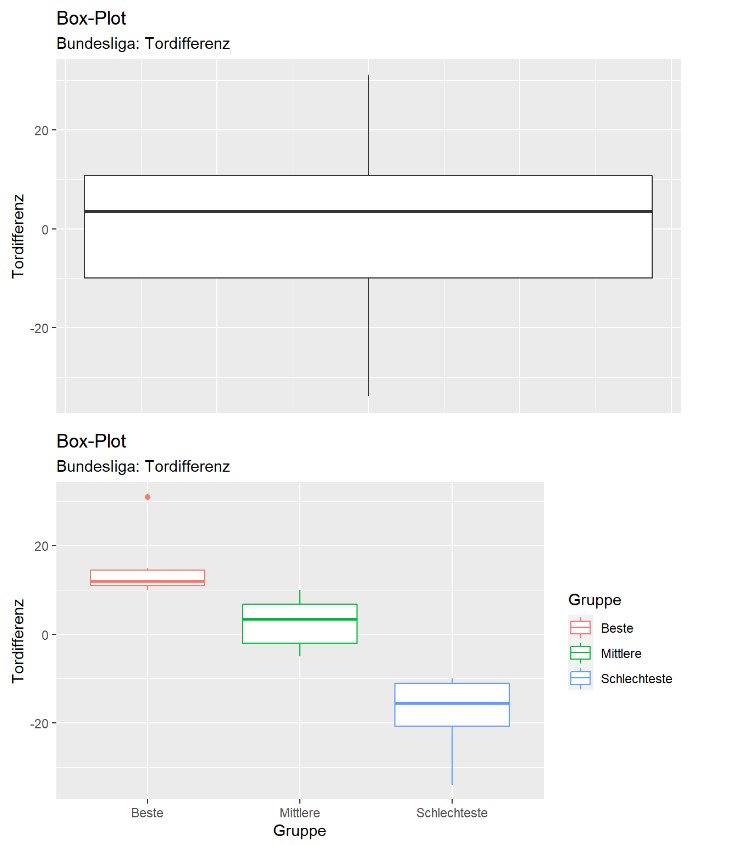 Box-Plot
Bundesliga: Tordifferenz
20
0
-20
Tordifferenz
Box-Plot
Bundesliga: Tordifferenz
20
0
-20
Tordifferenz
Beste
Mittlere
Schlechteste
Gruppe
Gruppe
Beste
Mittlere
Schlechteste